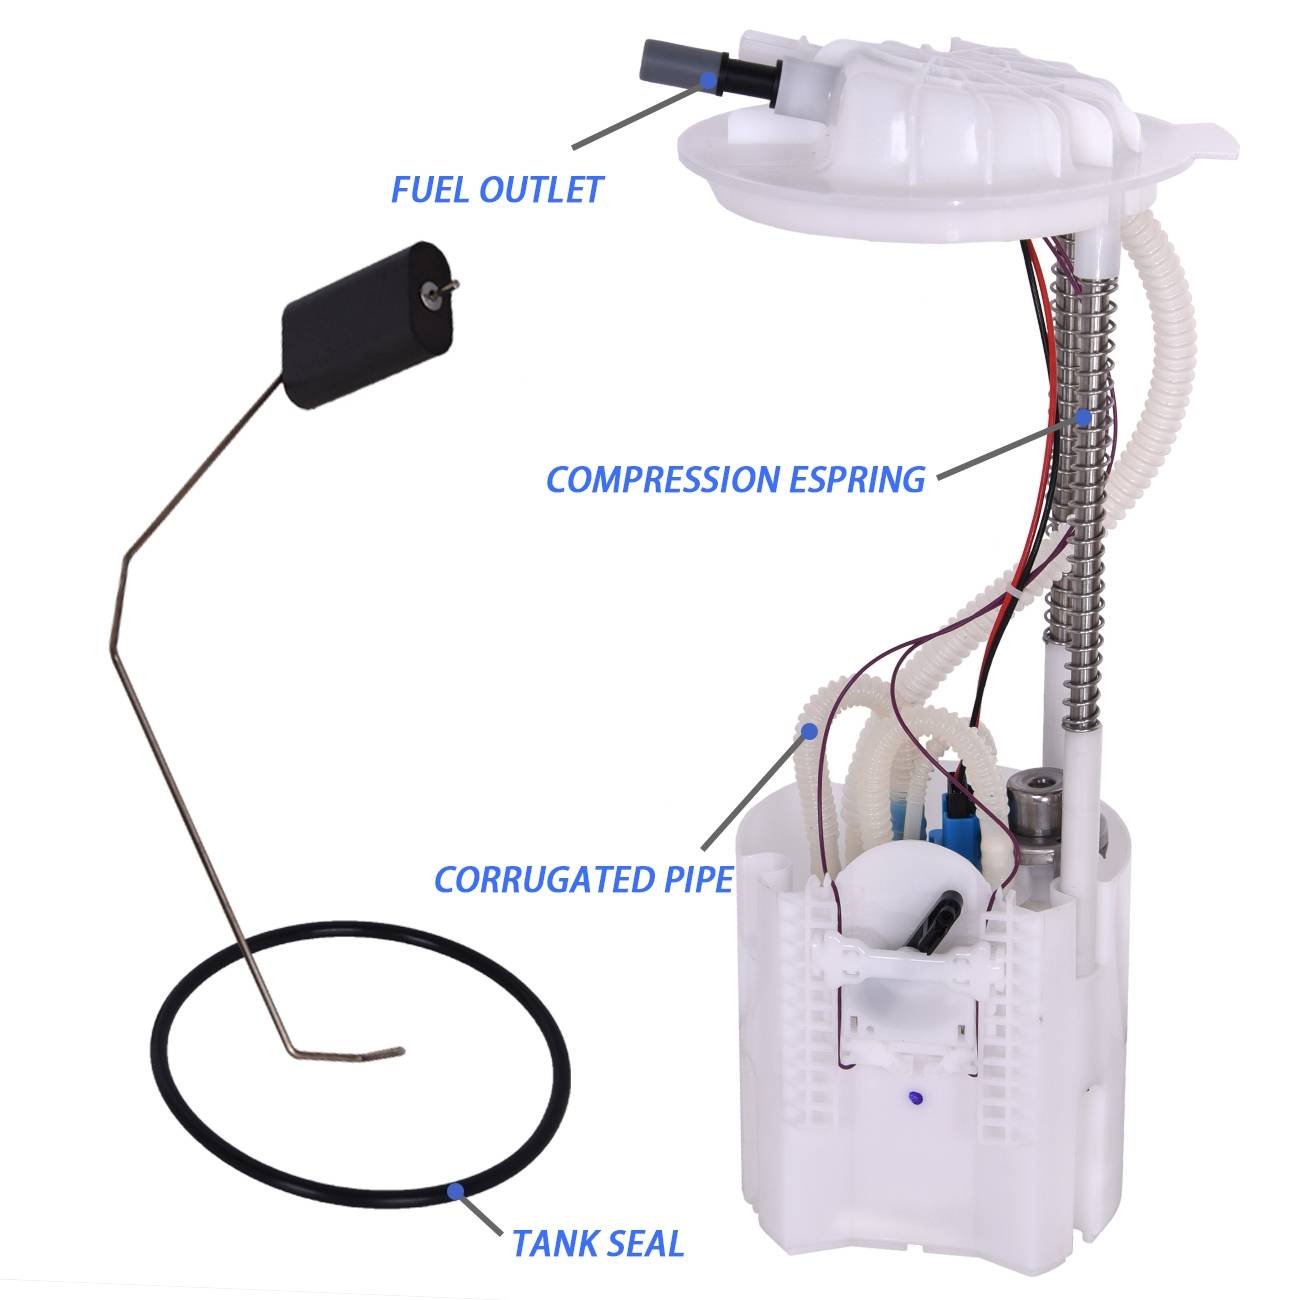 FUEL OUTLET
COMPRESSION ESPRING
CORRUGATED PIPE
TANK SEAL